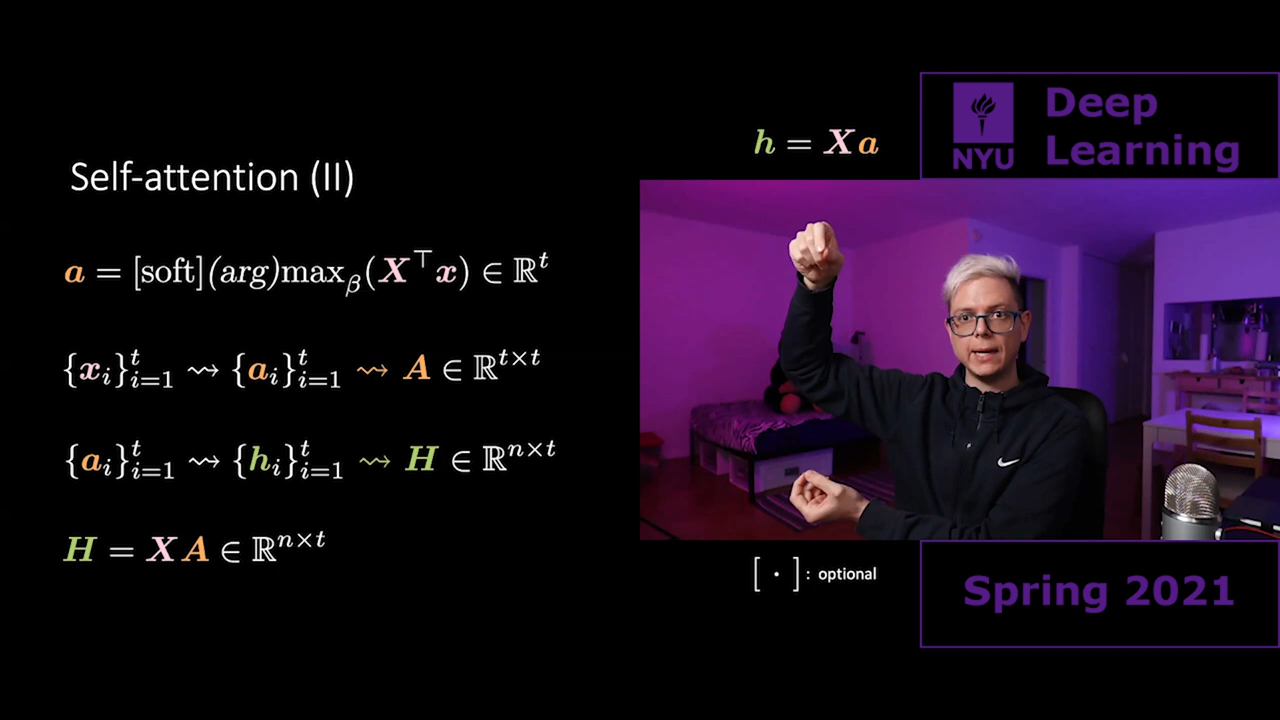 Self-attention (II)
a = [soft](arg)max_β(X^⊤x) ∈ ℝ^t
{x_i}_{i=1}^t ⇝ {a_i}_{i=1}^t ⇝ A ∈ ℝ^{t×t}
{a_i}_{i=1}^t ⇝ {h_i}_{i=1}^t ⇝ H ∈ ℝ^{n×t}
H = XA ∈ ℝ^{n×t}
h = Xa
NYU
Deep
Learning
[ · ] : optional
Spring 2021